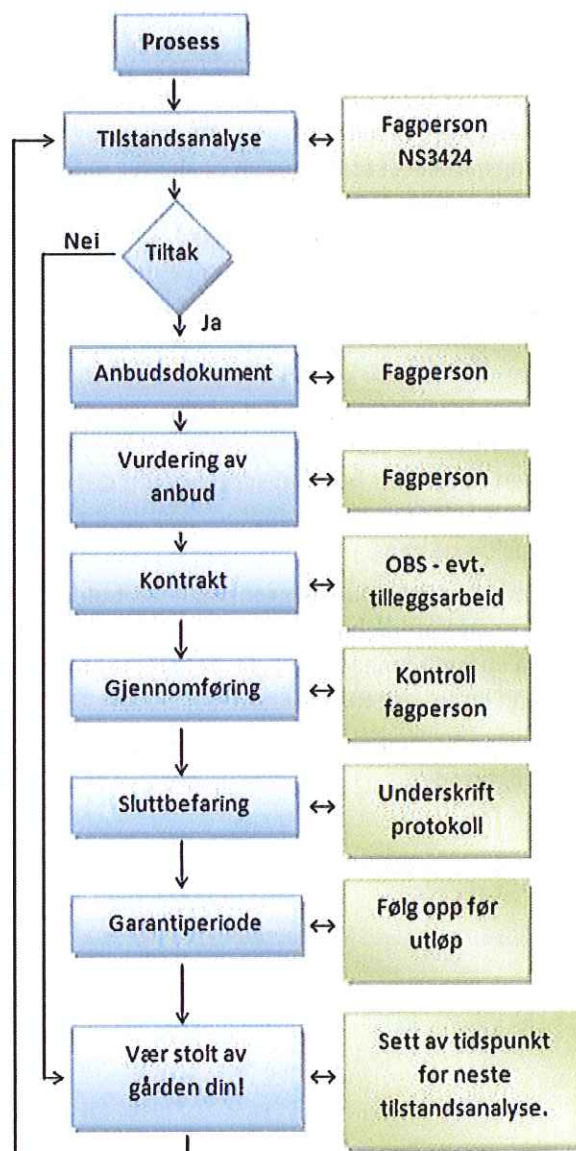 Prosess
TIlstandsanalyse
Fagperson
NS3424
Nei
Tiltak
Ja
Anbudsdokument
Fagperson
Vurdering av
anbud
Fagperson
Kontrakt
OBS - evt.
tilleggsarbeid
Gjennomføring
Kontroll
fagperson
Sluttbefaring
Underskrift
protokoll
Garantiperiode
Følg opp før
utløp
Vær stolt av
gården din!
Sett av tidspunkt
for neste
tilstandsanalyse.